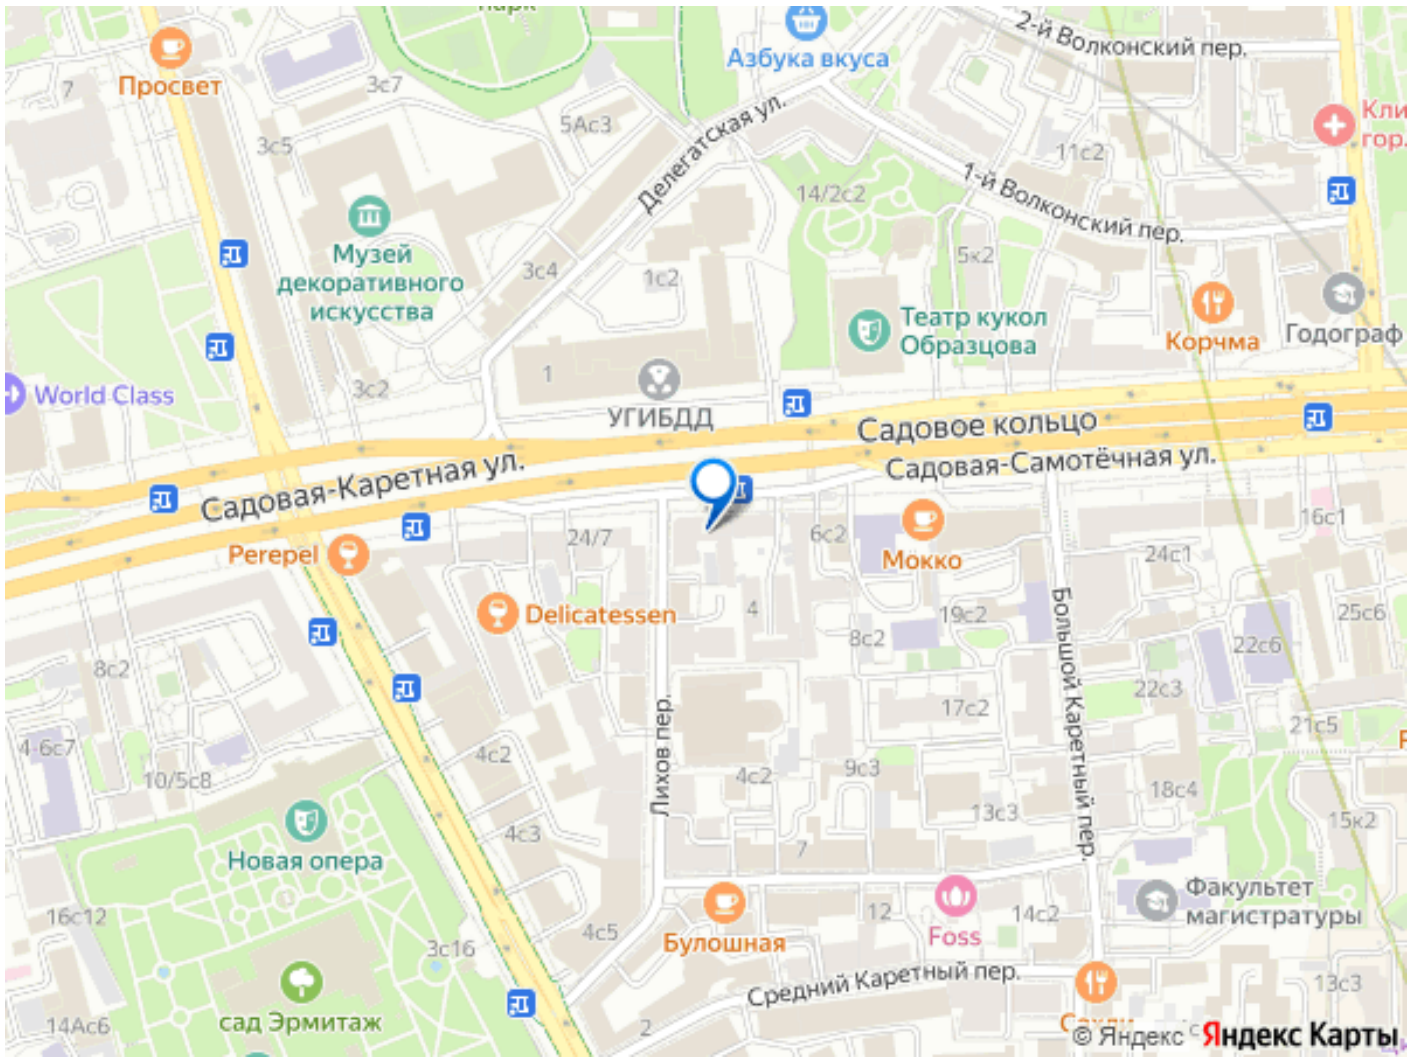 парк
2-й Волконский пер.
Азбука вкуса
Просвет
7
3с7
Кли
гор.
5Ас3
3с5
Делегатская ул.
11с2
1-й Волконский пер.
14/2с2
Музей
декоративного
искусства
3с4
1с2
5к2
Театр кукол
Образцова
Корчма
Годограф
World Class
3с2
1
УГИБДД
Садовое кольцо
Садовая-Самотёчная ул.
Садовая-Каретная ул.
24/7
6с2
16с1
Perepel
Мокко
24с1
Delicatessen
4
19с2
8с2
25с6
22с6
8с2
Большой Каретный пер.
22с3
17с2
21с5
4-6с7
Лихов пер.
4с2
10/5с8
4с2
9с3
18с4
13с3
15к2
4с3
7
Новая опера
Факультет
магистратуры
16с12
Булошная
12
Foss
14с2
4с5
3с16
Средний Каретный пер.
13с3
сад Эрмитаж
14Ас6
2
© Яндекс
Яндекс Карты